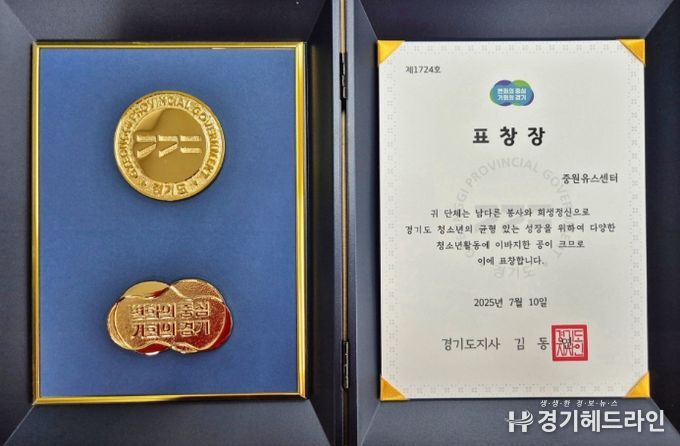 GYEONGGI PROVINCIAL GOVERNMENT
경기도
변화의 중심
기회의 경기
제1724호
변화의 중심
기회의 경기
표창장
중원유스센터
귀 단체는 남다른 봉사와 희생정신으로
경기도 청소년의 균형 있는 성장을 위하여 다양한
청소년활동에 이바지한 공이 크므로
이에 표창합니다.
2025년 7월 10일
경기도지사 김동연
생·생·한 경·보·뉴·스
경기헤드라인